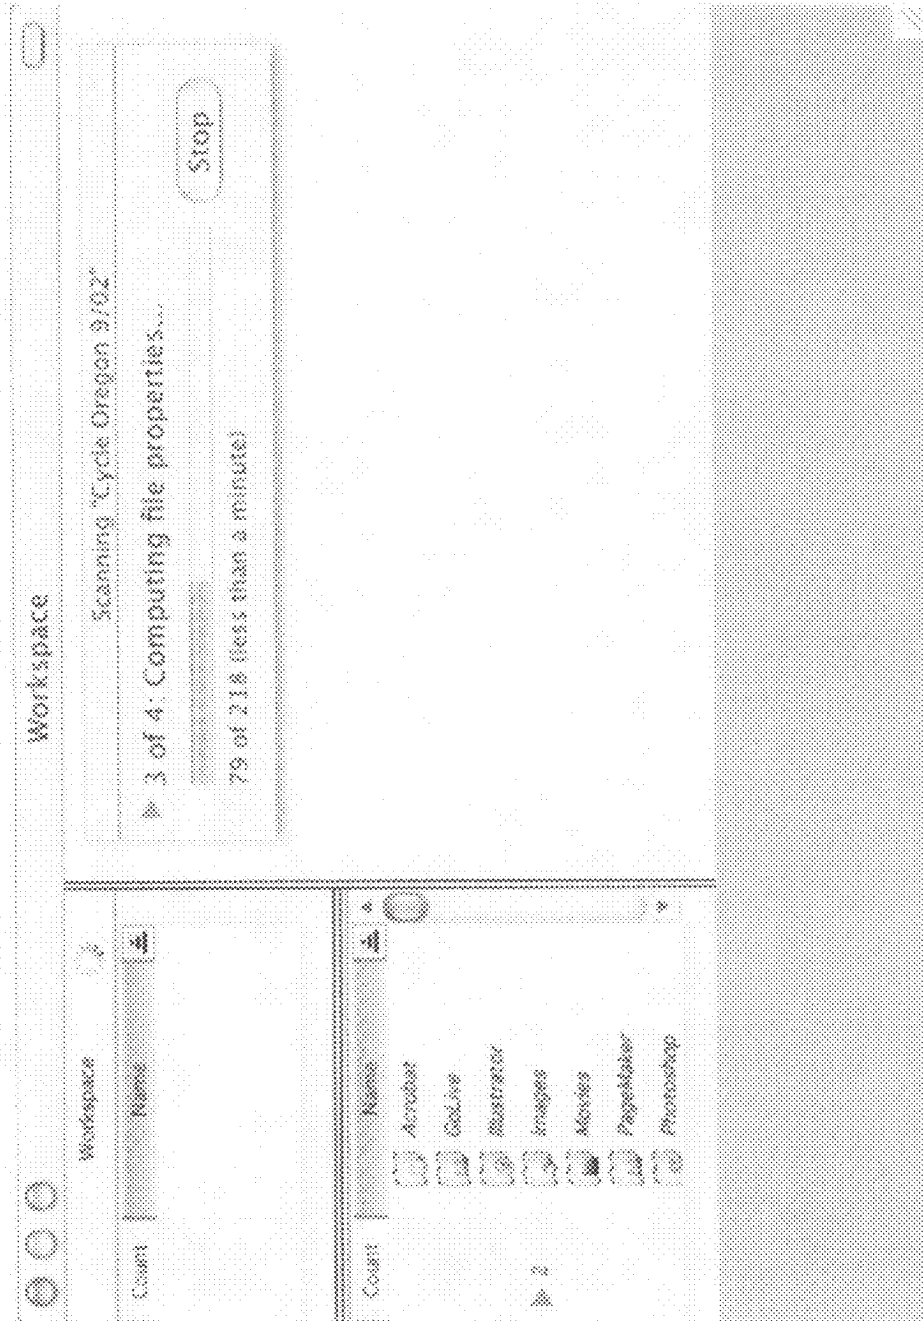 Workspace
Workspace
Count Name
Count Name
Acrobat
GoLive
Illustrator
2 Images
Movies
PageMaker
Photoshop
Scanning "Cycle Oregon 9/02"
3 of 4: Computing file properties...
Stop
79 of 218 (less than a minute)